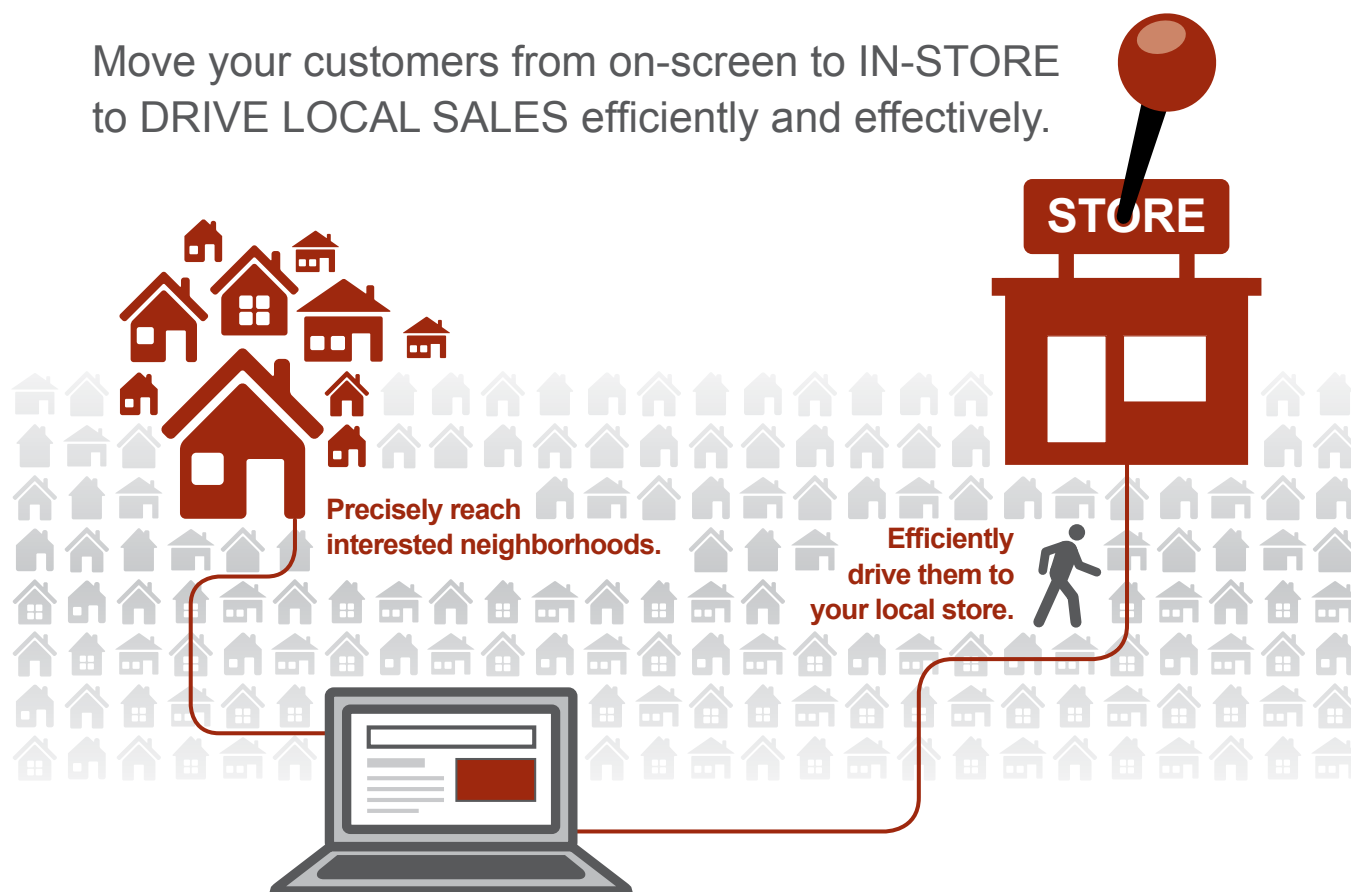 Move your customers from on-screen to IN-STORE
to DRIVE LOCAL SALES efficiently and effectively.
STORE
Precisely reach
interested neighborhoods.
Efficiently
drive them to
your local store.